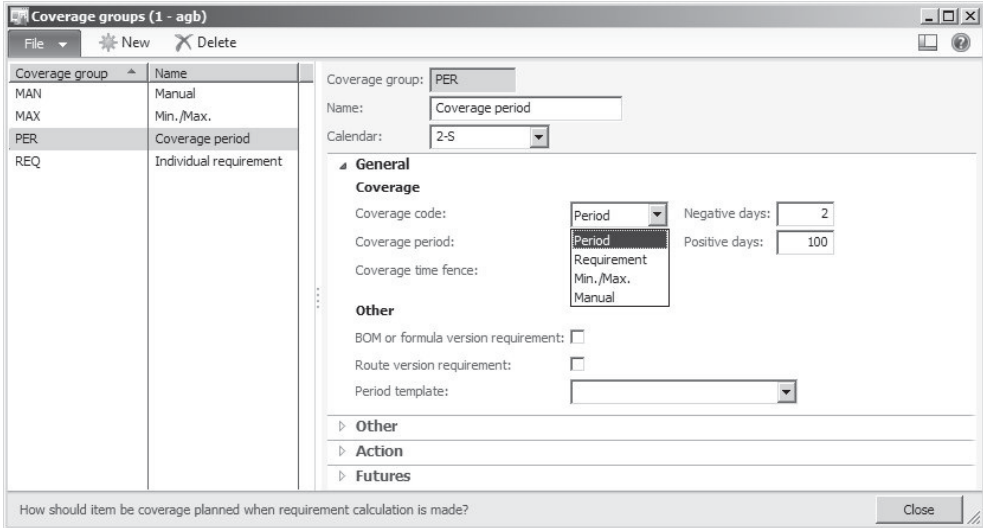 Coverage groups (1 - agb)
File New Delete
Coverage group Name
MAN Manual
MAX Min./Max.
PER Coverage period
REQ Individual requirement
Coverage group: PER
Name: Coverage period
Calendar: 2-S
General
Coverage
Coverage code: Period Negative days: 2
Coverage period: Period Positive days: 100
Requirement
Coverage time fence: Min./Max.
Manual
Other
BOM or formula version requirement:
Route version requirement:
Period template:
Other
Action
Futures
How should item be coverage planned when requirement calculation is made? Close